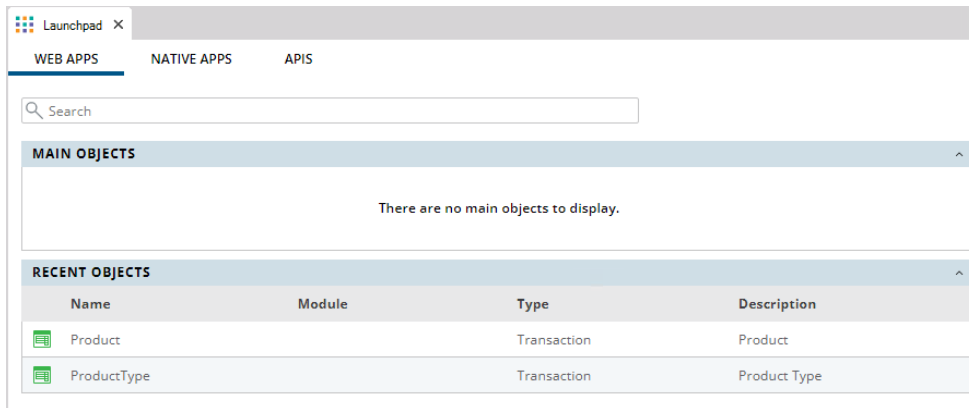 Launchpad
WEB APPS NATIVE APPS APIS
Search
MAIN OBJECTS
There are no main objects to display.
RECENT OBJECTS
Name Module Type Description
Product Transaction Product
ProductType Transaction Product Type